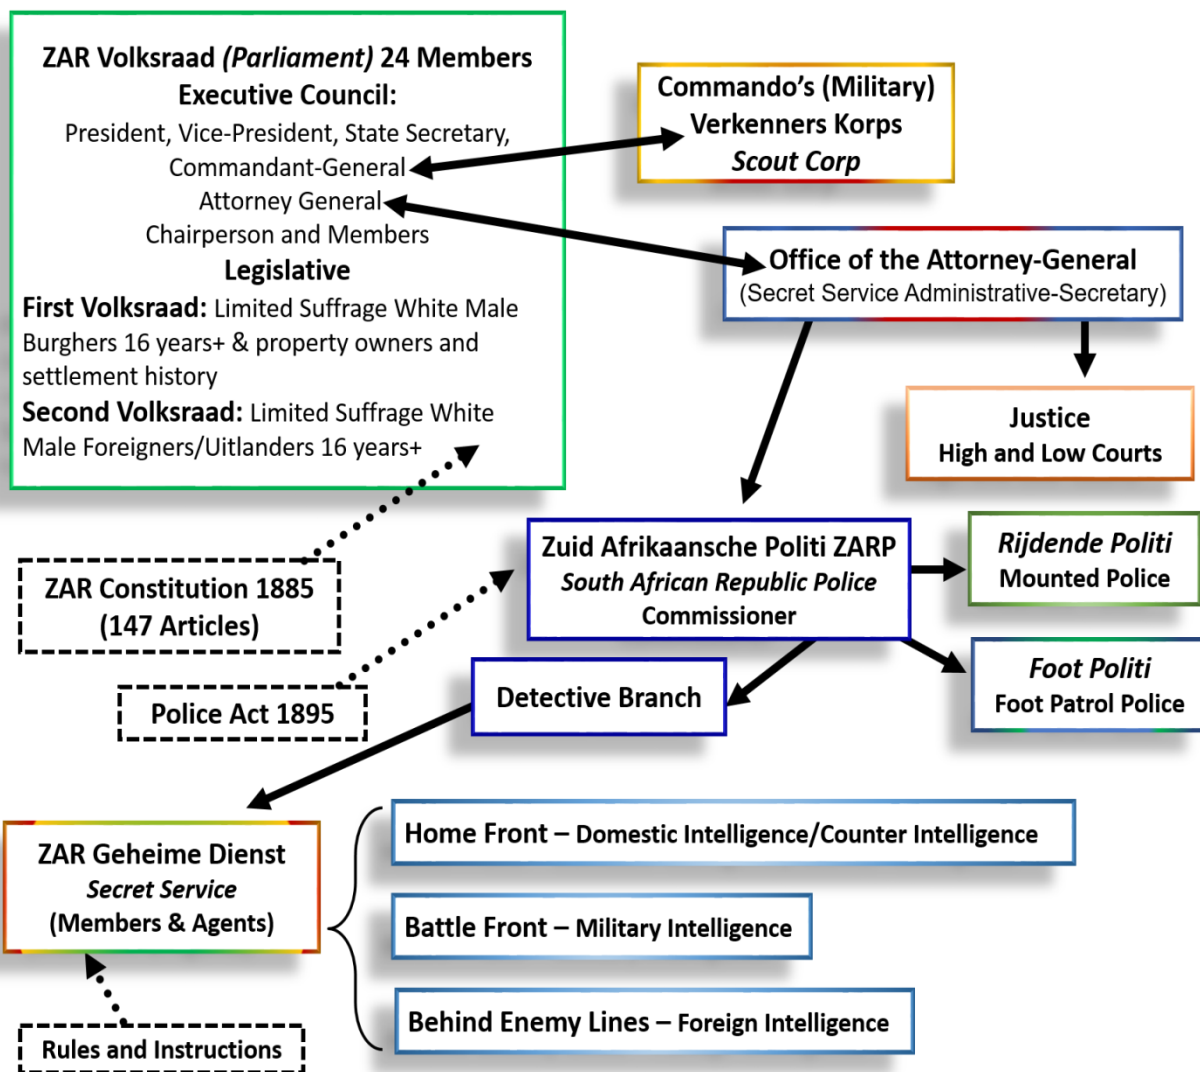 ZAR Volksraad (Parliament) 24 Members
Executive Council:
President, Vice-President, State Secretary,
Commandant-General
Attorney General
Chairperson and Members
Legislative
First Volksraad: Limited Suffrage White Male
Burghers 16 years+ & property owners and
settlement history
Second Volksraad: Limited Suffrage White
Male Foreigners/Uitlanders 16 years+
Commando's (Military)
Verkenners Korps
Scout Corp
Office of the Attorney-General
(Secret Service Administrative-Secretary)
Justice
High and Low Courts
ZAR Constitution 1885
(147 Articles)
Zuid Afrikaansche Politi ZARP
South African Republic Police
Commissioner
Rijdende Politi
Mounted Police
Foot Politi
Foot Patrol Police
Police Act 1895
Detective Branch
ZAR Geheime Dienst
Secret Service
(Members & Agents)
Home Front – Domestic Intelligence/Counter Intelligence
Battle Front – Military Intelligence
Behind Enemy Lines – Foreign Intelligence
Rules and Instructions